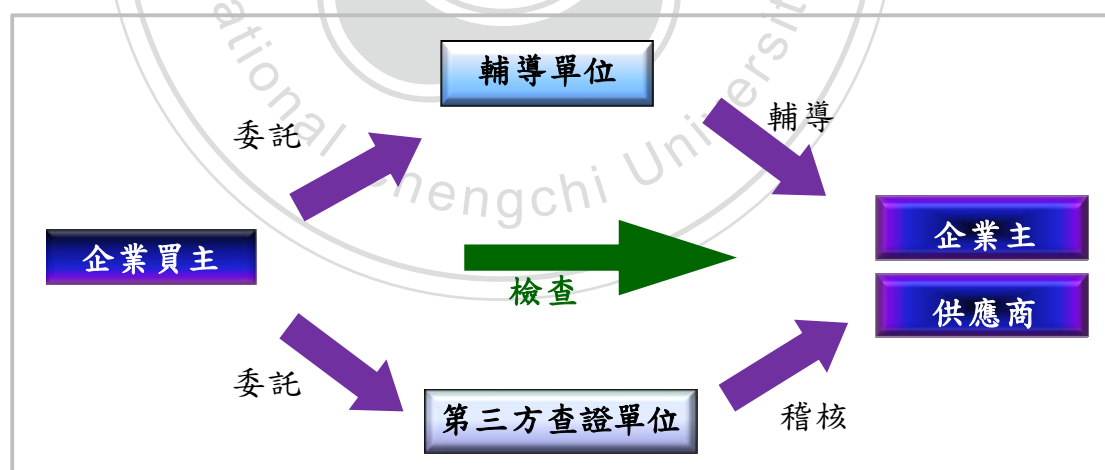 輔導單位
委託
輔導
企業買主
檢查
企業主
供應商
委託
第三方查證單位
稽核
ational Chengchi Universit